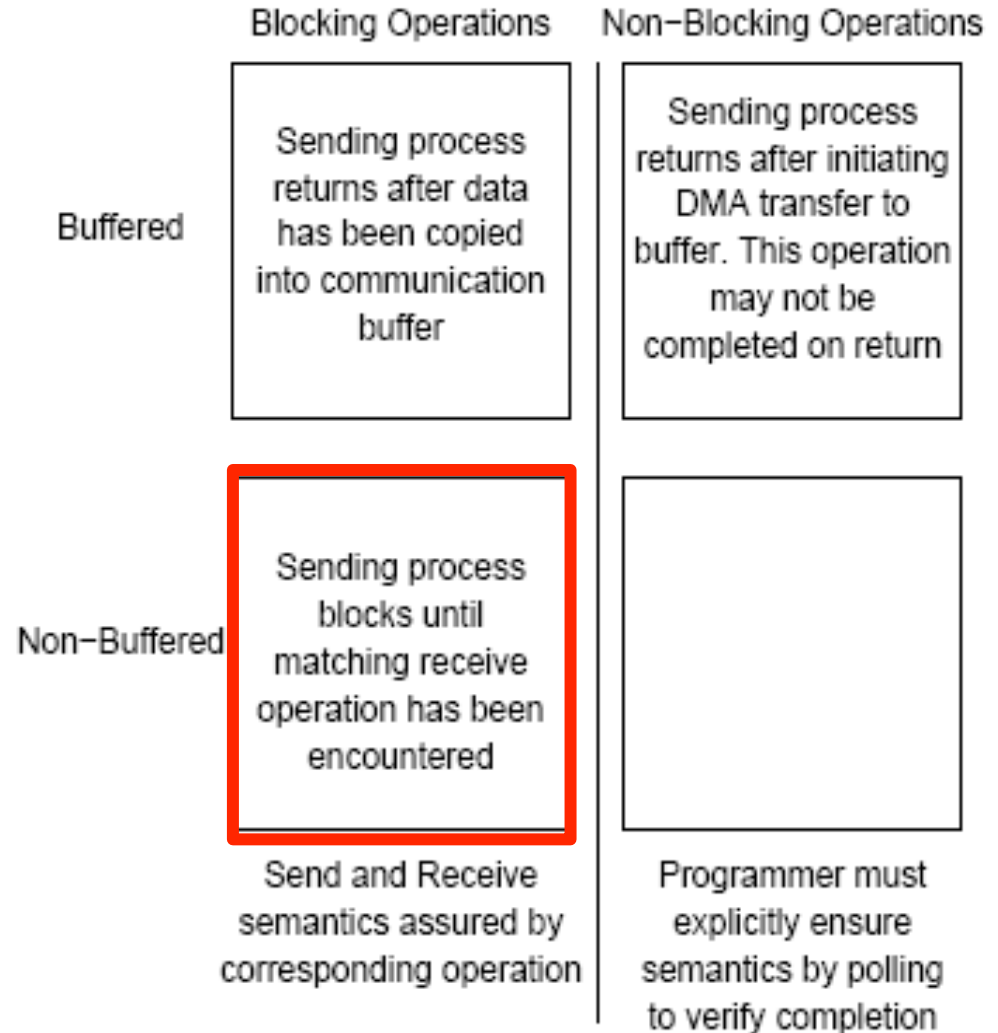 Blocking Operations
Non-Blocking Operations
Buffered
Sending process
returns after data
has been copied
into communication
buffer
Sending process
returns after initiating
DMA transfer to
buffer. This operation
may not be
completed on return
Non-Buffered
Sending process
blocks until
matching receive
operation has been
encountered
Send and Receive
semantics assured by
corresponding operation
Programmer must
explicitly ensure
semantics by polling
to verify completion